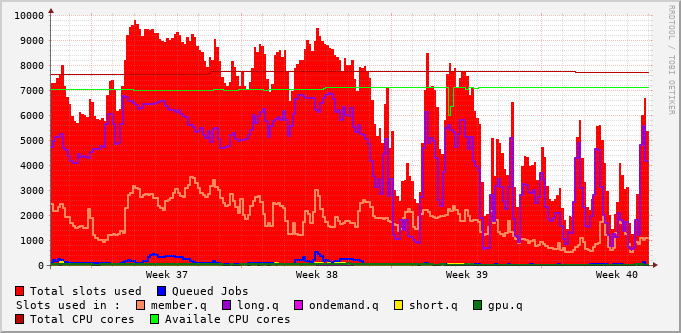 10000
9000
8000
7000
6000
5000
4000
3000
2000
1000
0
Week 37 Week 38 Week 39 Week 40
Total slots used Queued Jobs
Slots used in : member.q long.q ondemand.q short.q gpu.q
Total CPU cores Availale CPU cores
RRDTOOL / TOBI OETIKER